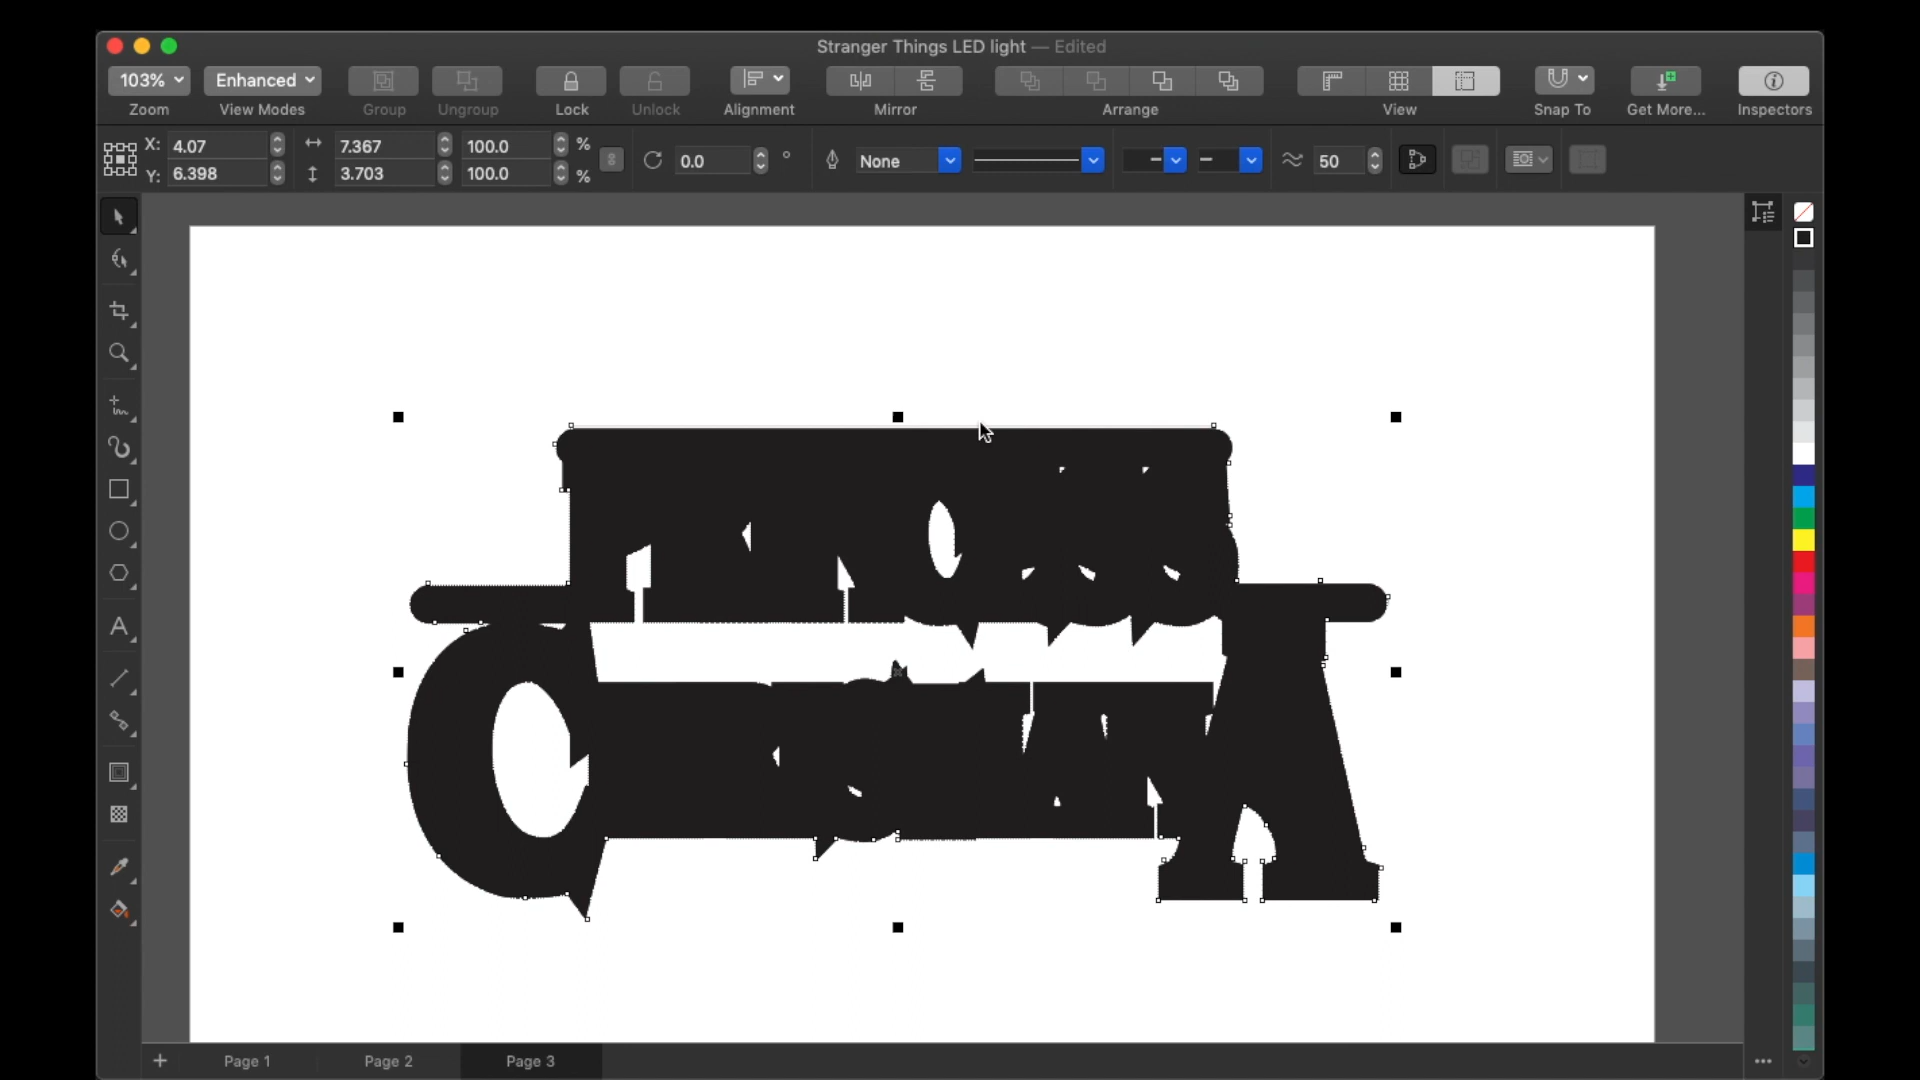 Stranger Things LED light — Edited
103% Enhanced
Zoom View Modes Group Ungroup Lock Unlock Alignment Mirror Arrange View Snap To Get More... Inspectors
X: 4.07 7.367 100.0 %
Y: 6.398 3.703 100.0 %
0.0 ° None 50
Page 1 Page 2 Page 3